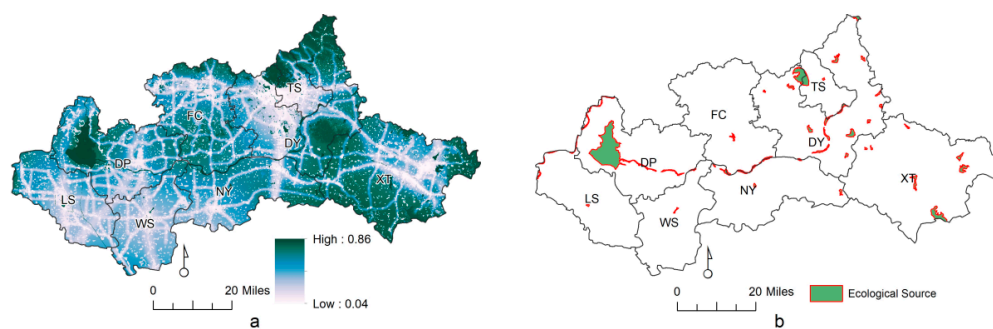 TS
FC
DY
DP
XT
NY
LS
WS
High : 0.86
Low : 0.04
0 20 Miles
a
TS
FC
DY
DP
XT
NY
LS
WS
0 20 Miles
Ecological Source
b